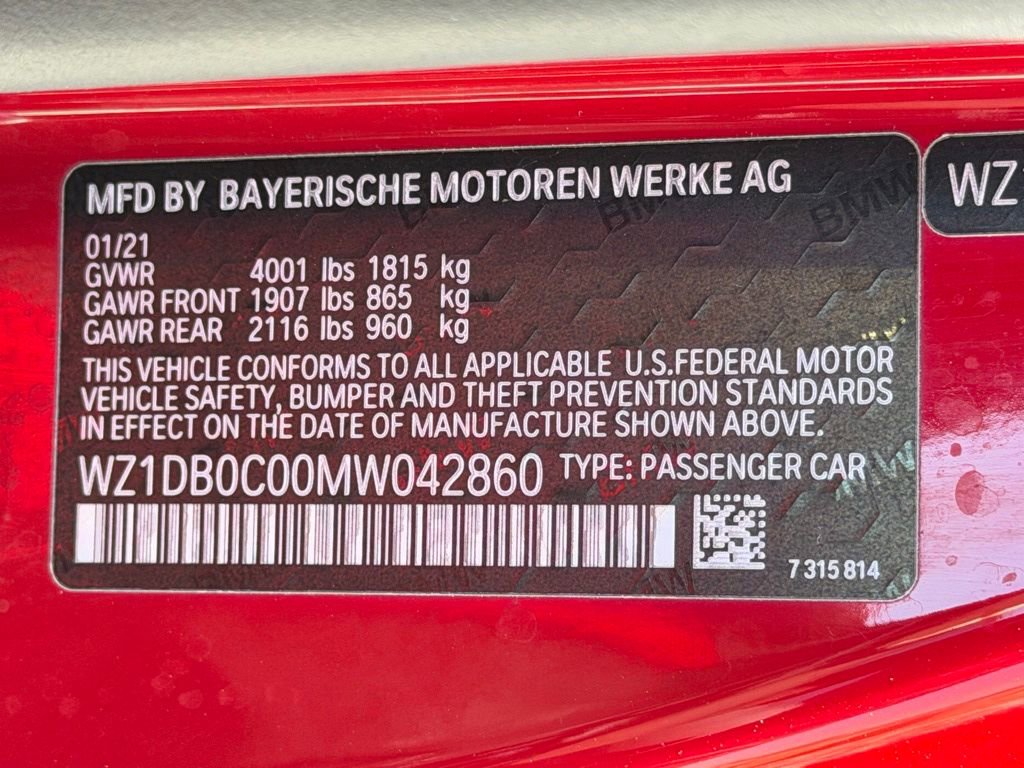 MFD BY BAYERISCHE MOTOREN WERKE AG
WZ1
01/21
GVWR 4001 lbs 1815 kg
GAWR FRONT 1907 lbs 865 kg
GAWR REAR 2116 lbs 960 kg
THIS VEHICLE CONFORMS TO ALL APPLICABLE U.S.FEDERAL MOTOR
VEHICLE SAFETY, BUMPER AND THEFT PREVENTION STANDARDS
IN EFFECT ON THE DATE OF MANUFACTURE SHOWN ABOVE.
WZ1DB0C00MW042860 TYPE: PASSENGER CAR
7 315 814
BMW